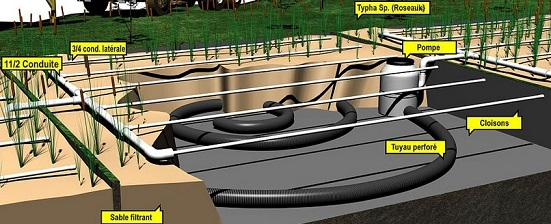 Typha Sp. (Roseaux)
3/4 cond. latérale
Pompe
11/2 Conduite
Cloisons
Tuyau perforé
Sable filtrant